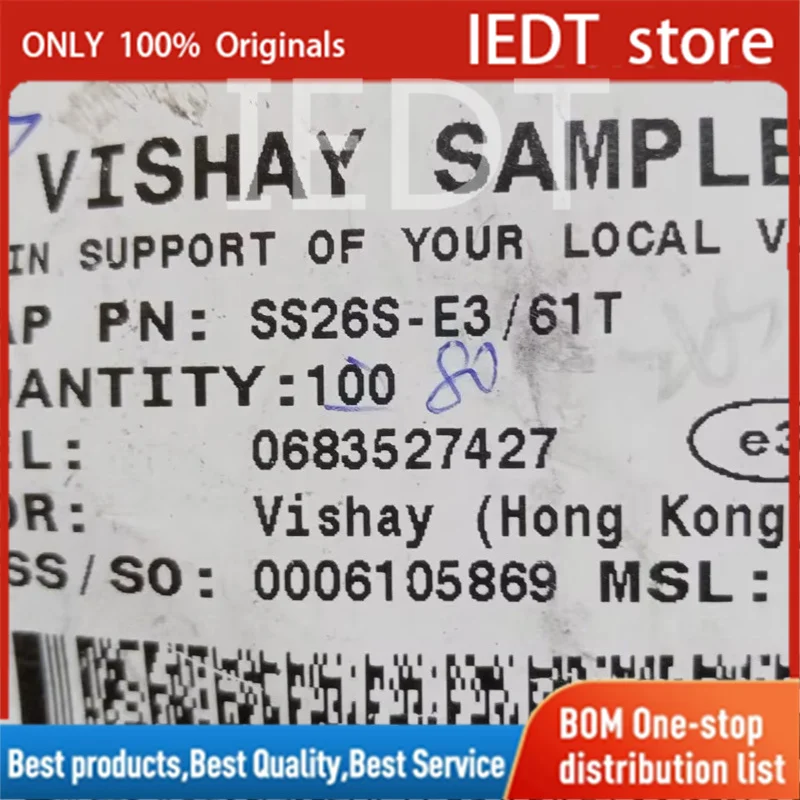 ONLY 100% Originals
IEDT store
IEDT
VISHAY SAMPLE
IN SUPPORT OF YOUR LOCAL V
AP PN: SS26S-E3/61T
ANTITY:100 80
EL: 0683527427
e3
OR: Vishay (Hong Kong
SS/SO: 0006105869 MSL:
BOM One-stop
distribution list
Best products,Best Quality,Best Service